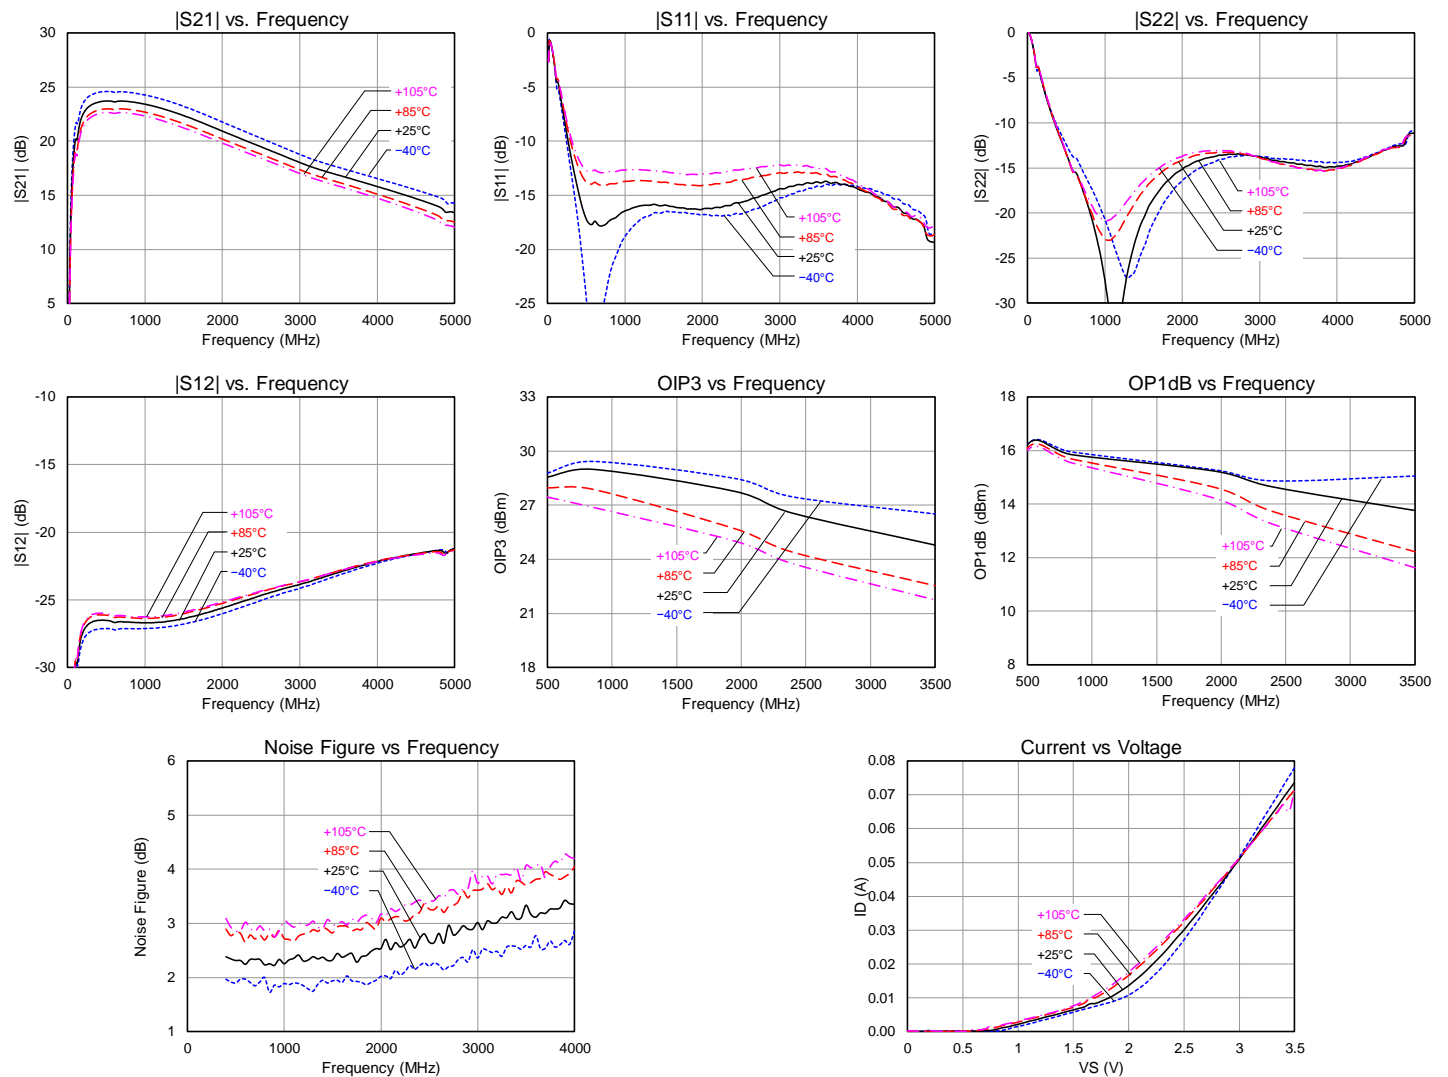 |S21| vs. Frequency
30
25
20
15
10
5
|S21| (dB)
+105°C
+85°C
+25°C
−40°C
0 1000 2000 3000 4000 5000
Frequency (MHz)
|S11| vs. Frequency
0
-5
-10
-15
-20
-25
|S11| (dB)
+105°C
+85°C
+25°C
−40°C
0 1000 2000 3000 4000 5000
Frequency (MHz)
|S22| vs. Frequency
0
-5
-10
-15
-20
-25
-30
|S22| (dB)
+105°C
+85°C
+25°C
−40°C
0 1000 2000 3000 4000 5000
Frequency (MHz)
|S12| vs. Frequency
-10
-15
-20
-25
-30
|S12| (dB)
+105°C
+85°C
+25°C
−40°C
0 1000 2000 3000 4000 5000
Frequency (MHz)
OIP3 vs Frequency
33
30
27
24
21
18
OIP3 (dBm)
+105°C
+85°C
+25°C
−40°C
500 1000 1500 2000 2500 3000 3500
Frequency (MHz)
OP1dB vs Frequency
18
16
14
12
10
8
OP1dB (dBm)
+105°C
+85°C
+25°C
−40°C
500 1000 1500 2000 2500 3000 3500
Frequency (MHz)
Noise Figure vs Frequency
6
5
4
3
2
1
Noise Figure (dB)
+105°C
+85°C
+25°C
−40°C
0 1000 2000 3000 4000
Frequency (MHz)
Current vs Voltage
0.08
0.07
0.06
0.05
0.04
0.03
0.02
0.01
0.00
ID (A)
+105°C
+85°C
+25°C
−40°C
0 0.5 1 1.5 2 2.5 3 3.5
VS (V)